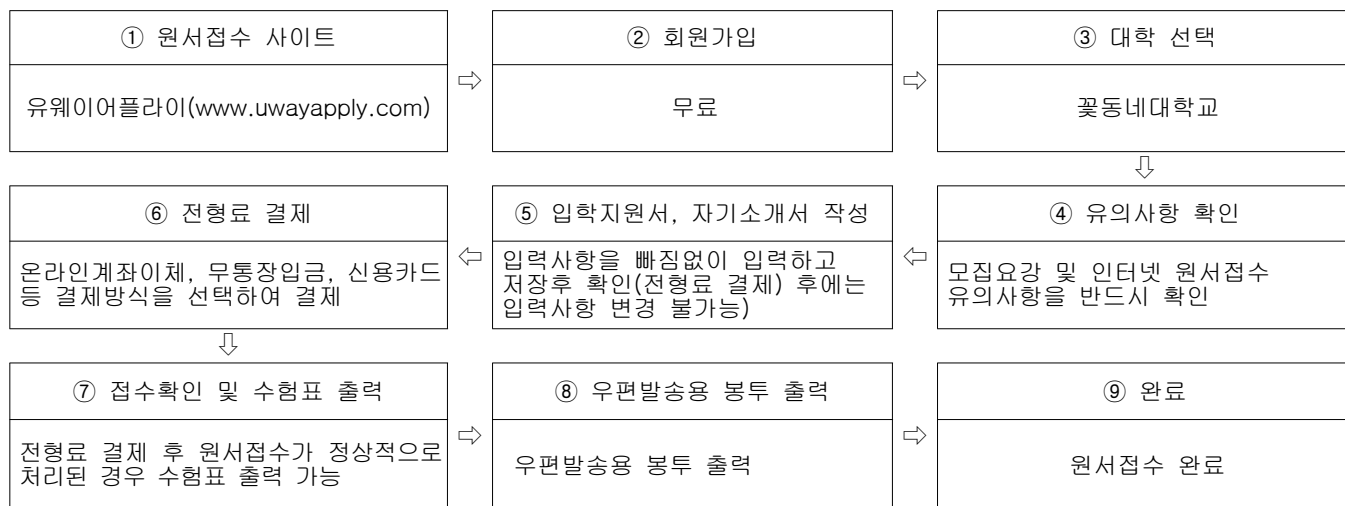 ① 원서접수 사이트
유웨이어플라이(www.uwayapply.com)
⇨
② 회원가입
무료
⇨
③ 대학 선택
꽃동네대학교
⇩
④ 유의사항 확인
모집요강 및 인터넷 원서접수
유의사항을 반드시 확인
⇦
⑤ 입학지원서, 자기소개서 작성
입력사항을 빠짐없이 입력하고
저장후 확인(전형료 결제) 후에는
입력사항 변경 불가능)
⇦
⑥ 전형료 결제
온라인계좌이체, 무통장입금, 신용카드
등 결제방식을 선택하여 결제
⇩
⑦ 접수확인 및 수험표 출력
전형료 결제 후 원서접수가 정상적으로
처리된 경우 수험표 출력 가능
⇨
⑧ 우편발송용 봉투 출력
우편발송용 봉투 출력
⇨
⑨ 완료
원서접수 완료